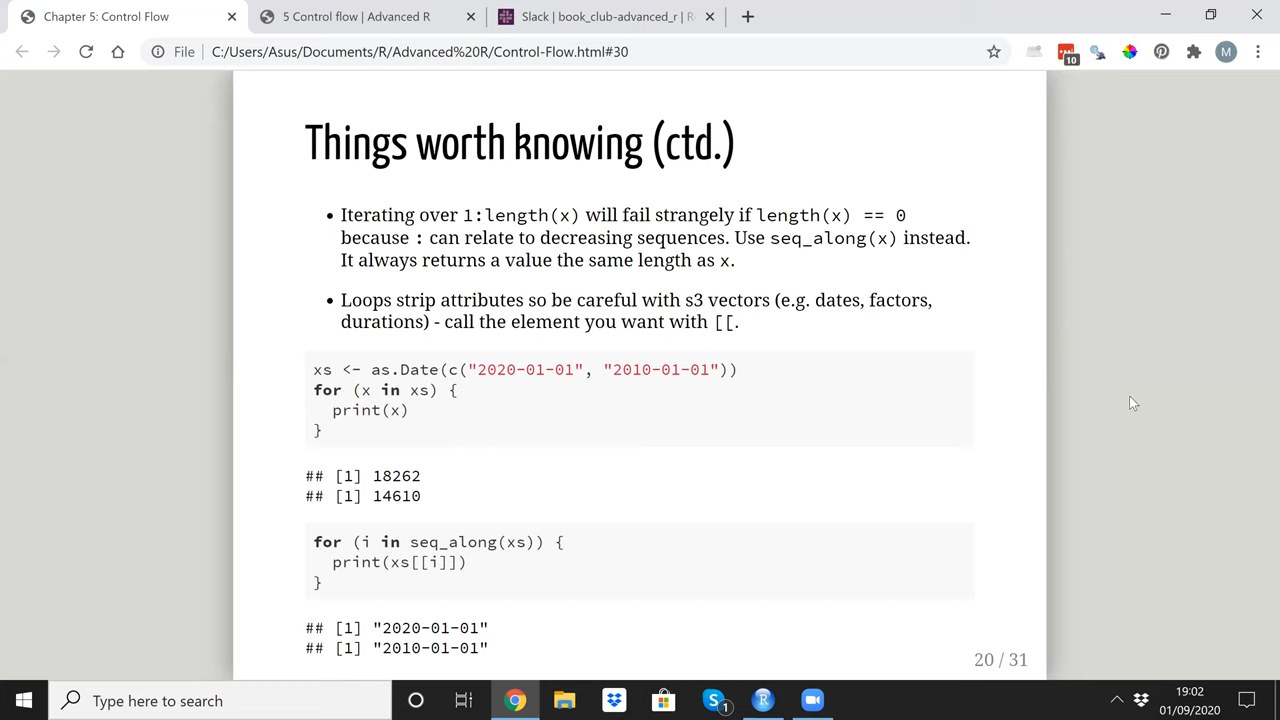 Chapter 5: Control Flow
5 Control flow | Advanced R
Slack | book_club-advanced_r | R
File
C:/Users/Asus/Documents/R/Advanced%20R/Control-Flow.html#30
10
M
Things worth knowing (ctd.)
Iterating over 1:length(x) will fail strangely if length(x) == 0
because : can relate to decreasing sequences. Use seq_along(x) instead.
It always returns a value the same length as x.
Loops strip attributes so be careful with s3 vectors (e.g. dates, factors,
durations) - call the element you want with [[.
xs <- as.Date(c("2020-01-01", "2010-01-01"))
for (x in xs) {
  print(x)
}
## [1] 18262
## [1] 14610
for (i in seq_along(xs)) {
  print(xs[[i]])
}
## [1] "2020-01-01"
## [1] "2010-01-01"
20 / 31
Type here to search
1
19:02
01/09/2020